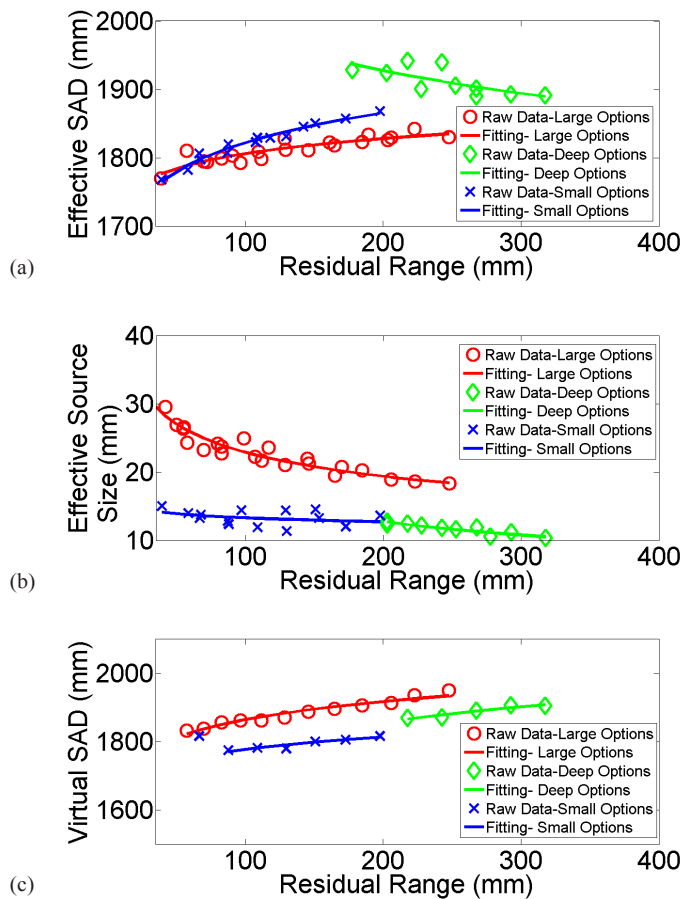 (a)
Effective SAD (mm)
2000
1900
1800
1700
100
200
300
400
Residual Range (mm)
Raw Data-Large Options
Fitting- Large Options
Raw Data-Deep Options
Fitting- Deep Options
Raw Data-Small Options
Fitting- Small Options
(b)
Effective Source
Size (mm)
40
30
20
10
100
200
300
400
Residual Range (mm)
Raw Data-Large Options
Fitting- Large Options
Raw Data-Deep Options
Fitting- Deep Options
Raw Data-Small Options
Fitting- Small Options
(c)
Virtual SAD (mm)
2000
1800
1600
100
200
300
400
Residual Range (mm)
Raw Data-Large Options
Fitting- Large Options
Raw Data-Deep Options
Fitting- Deep Options
Raw Data-Small Options
Fitting- Small Options